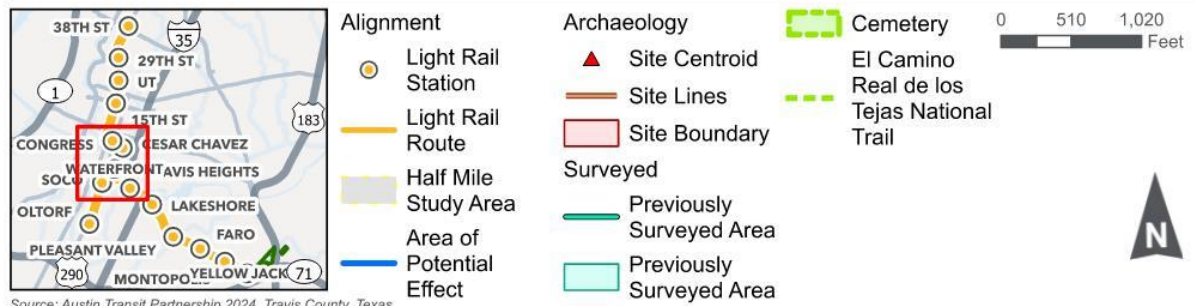 38TH ST
35
29TH ST
UT
1
15TH ST
183
CONGRESS
CESAR CHAVEZ
WATERFRONT
AVIS HEIGHTS
SOCO
LAKESHORE
OLTORF
FARO
PLEASANT VALLEY
290
MONTOPOLIS
YELLOW JACK
71
Source: Austin Transit Partnership 2024, Travis County, Texas
Alignment
Light Rail
Station
Light Rail
Route
Half Mile
Study Area
Area of
Potential
Effect
Archaeology
Site Centroid
Site Lines
Site Boundary
Surveyed
Previously
Surveyed Area
Previously
Surveyed Area
Cemetery
El Camino
Real de los
Tejas National
Trail
0 510 1,020
Feet
N